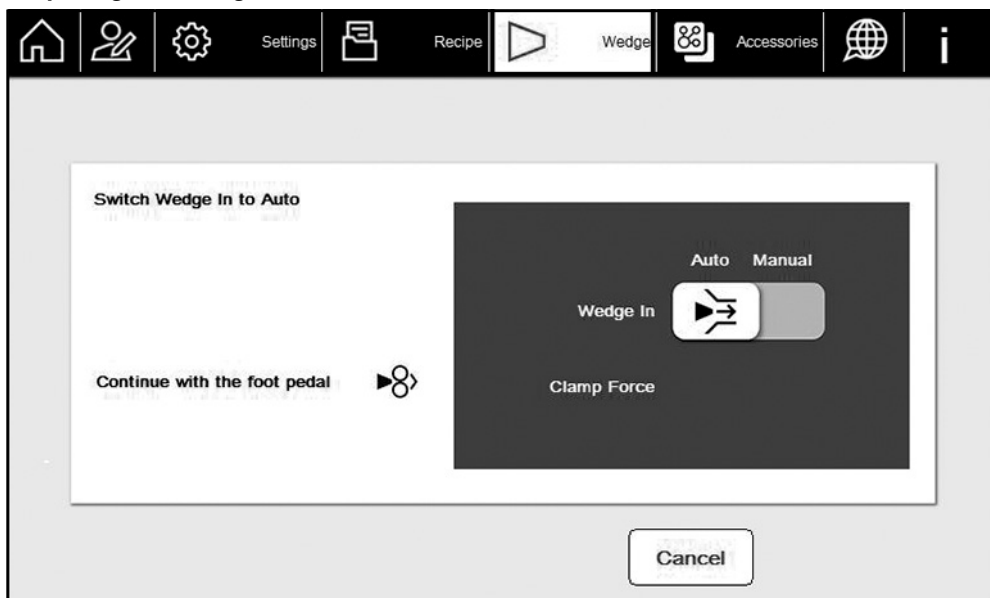 Settings
Recipe
Wedge
Accessories
i
Switch Wedge In to Auto
Auto Manual
Wedge In
Continue with the foot pedal
Clamp Force
Cancel